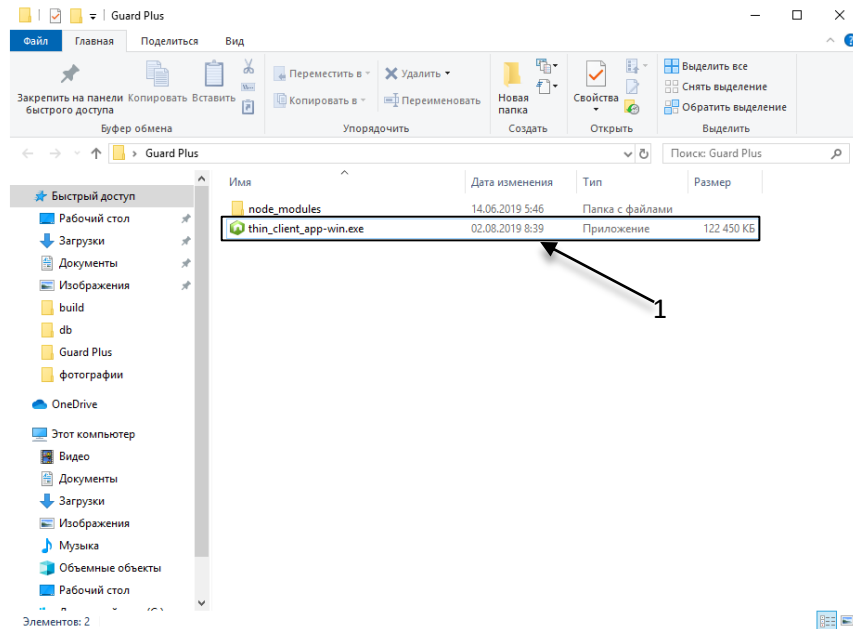 Guard Plus
Файл Главная Поделиться Вид
Закрепить на панели быстрого доступа
Копировать
Вставить
Буфер обмена
Переместить в
Копировать в
Удалить
Переименовать
Упорядочить
Новая папка
Создать
Свойства
Открыть
Выделить все
Снять выделение
Обратить выделение
Выделить
Guard Plus
Поиск: Guard Plus
Быстрый доступ
Рабочий стол
Загрузки
Документы
Изображения
build
db
Guard Plus
фотографии
OneDrive
Этот компьютер
Видео
Документы
Загрузки
Изображения
Музыка
Объемные объекты
Рабочий стол
Имя Дата изменения Тип Размер
node_modules 14.06.2019 5:46 Папка с файлами
thin_client_app-win.exe 02.08.2019 8:39 Приложение 122 450 КБ
1
Элементов: 2